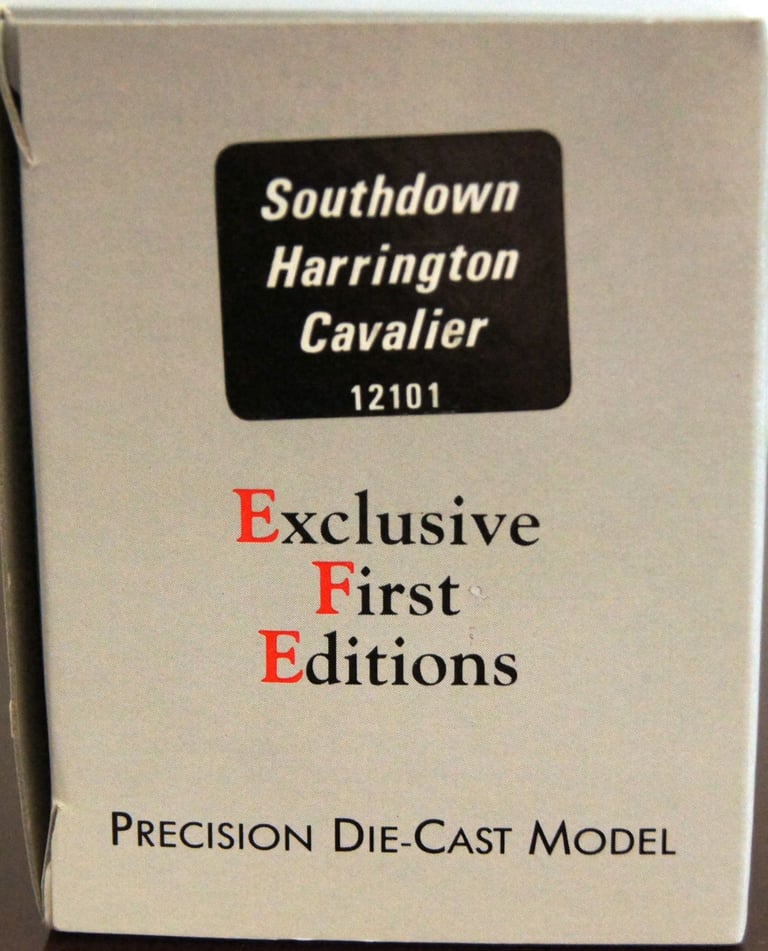 Southdown
Harrington
Cavalier
12101
Exclusive
First
Editions
PRECISION DIE-CAST MODEL